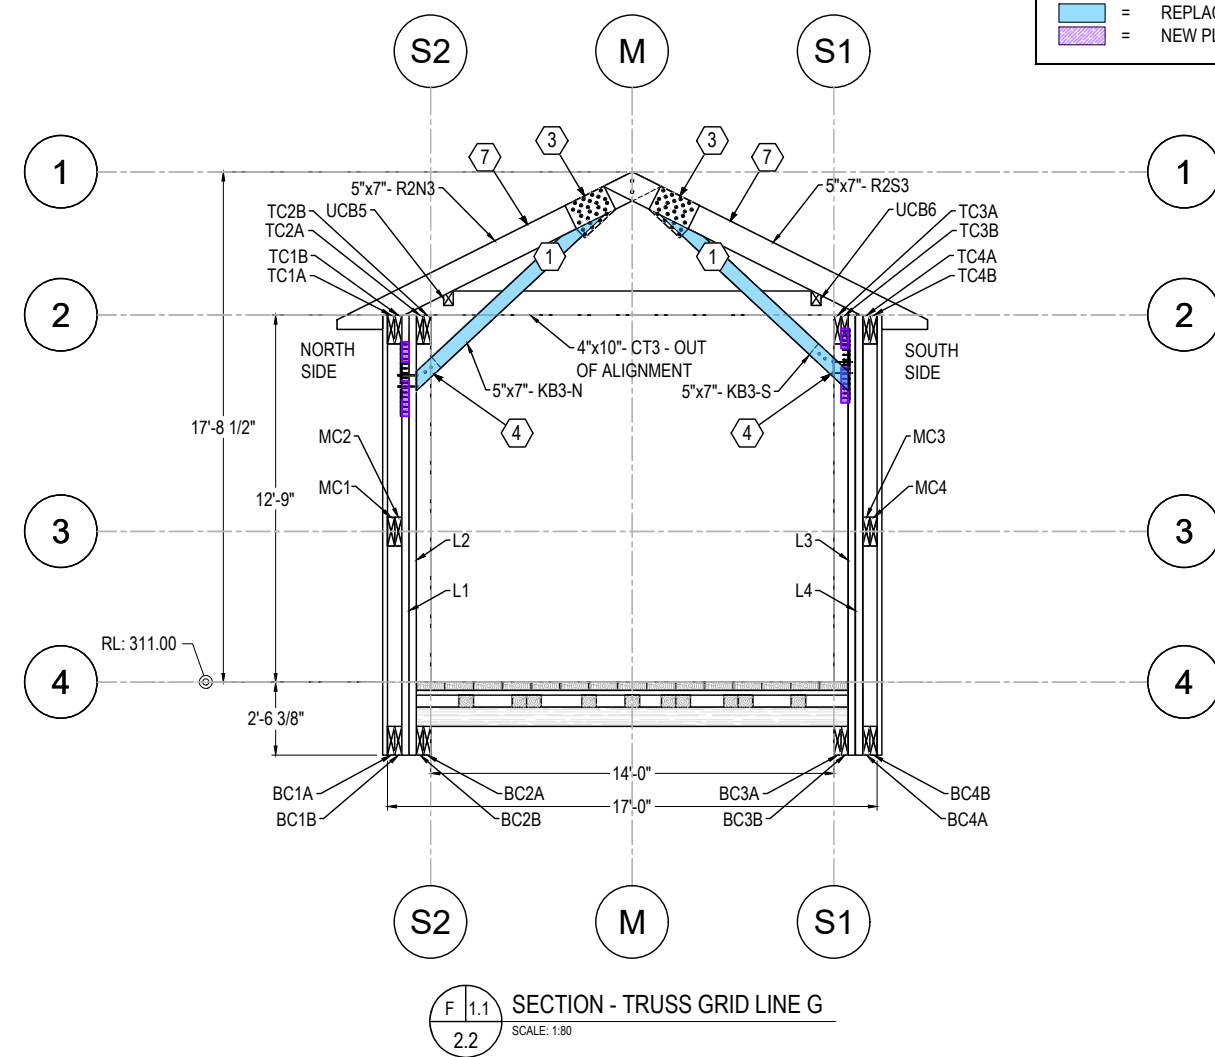 = REPLAC
= NEW PL
S2
M
S1
1
3
3
1
7
7
5"x7"- R2N3
5"x7"- R2S3
TC2B
UCB5
UCB6
TC3A
TC2A
TC3B
TC1B
1
1
TC4A
TC1A
TC4B
2
2
NORTH
SIDE
4"x10"- CT3 - OUT
OF ALIGNMENT
SOUTH
SIDE
5"x7"- KB3-N
5"x7"- KB3-S
17'-8 1/2"
4
4
MC2
MC3
MC1
MC4
12'-9"
3
3
L2
L3
L1
L4
RL: 311.00
4
4
2'-6 3/8"
14'-0"
BC1A
BC2A
BC3A
BC4B
17'-0"
BC1B
BC2B
BC3B
BC4A
S2
M
S1
F 1.1
2.2
SECTION - TRUSS GRID LINE G
SCALE: 1:80